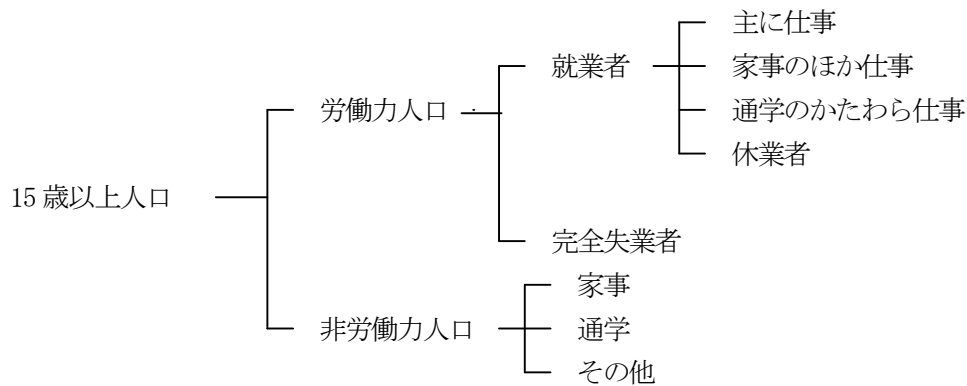 15 歳以上人口
労働力人口
就業者
主に仕事
家事のほか仕事
通学のかたわら仕事
休業者
完全失業者
非労働力人口
家事
通学
その他